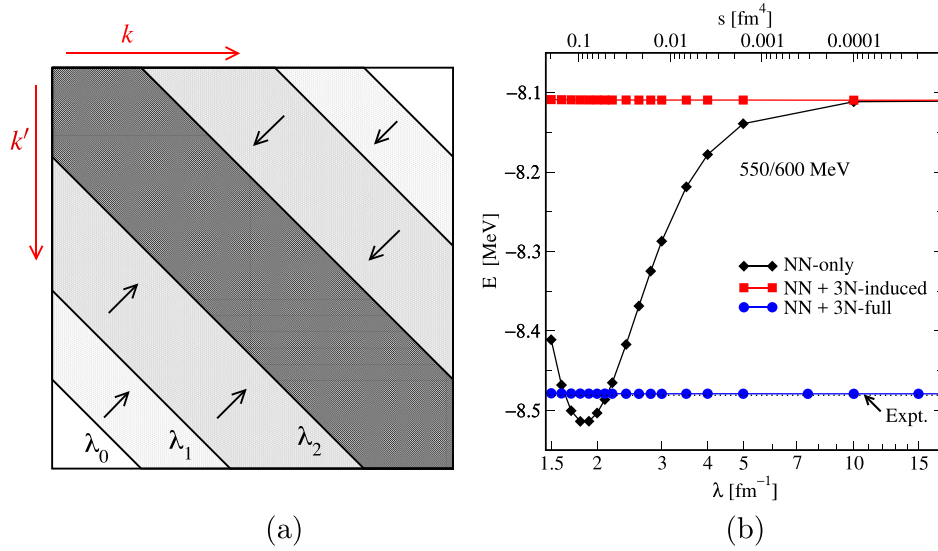 k
k′
λ₀
λ₁
λ₂
(a)
s [fm⁴]
0.1
0.01
0.001
0.0001
−8.1
−8.2
−8.3
−8.4
−8.5
E [MeV]
550/600 MeV
NN-only
NN + 3N-induced
NN + 3N-full
Expt.
1.5
2
3
4
5
10
15
λ [fm⁻¹]
(b)